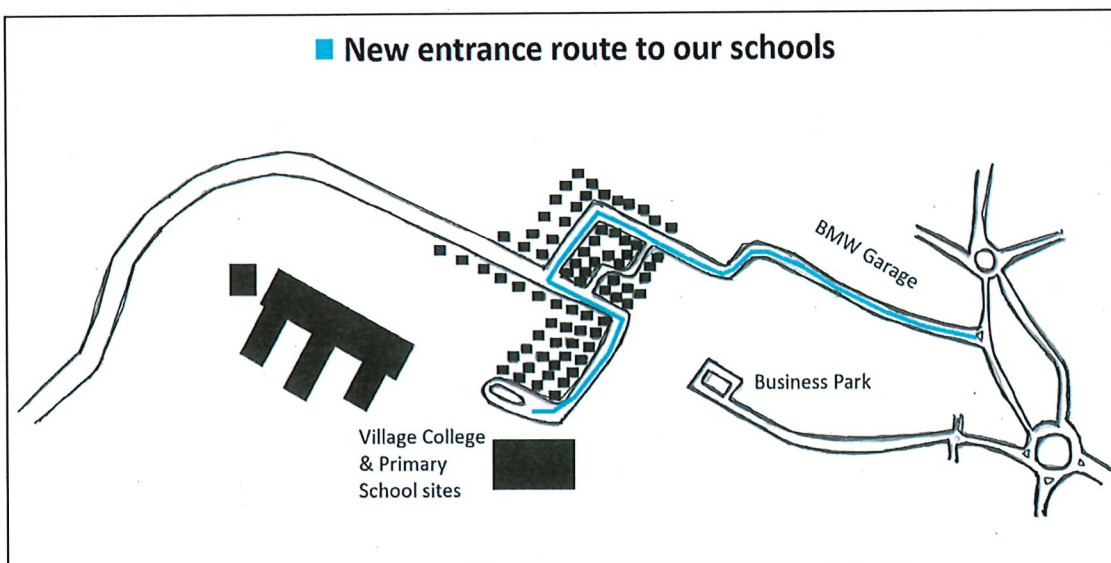 New entrance route to our schools
BMW Garage
Business Park
Village College
& Primary
School sites